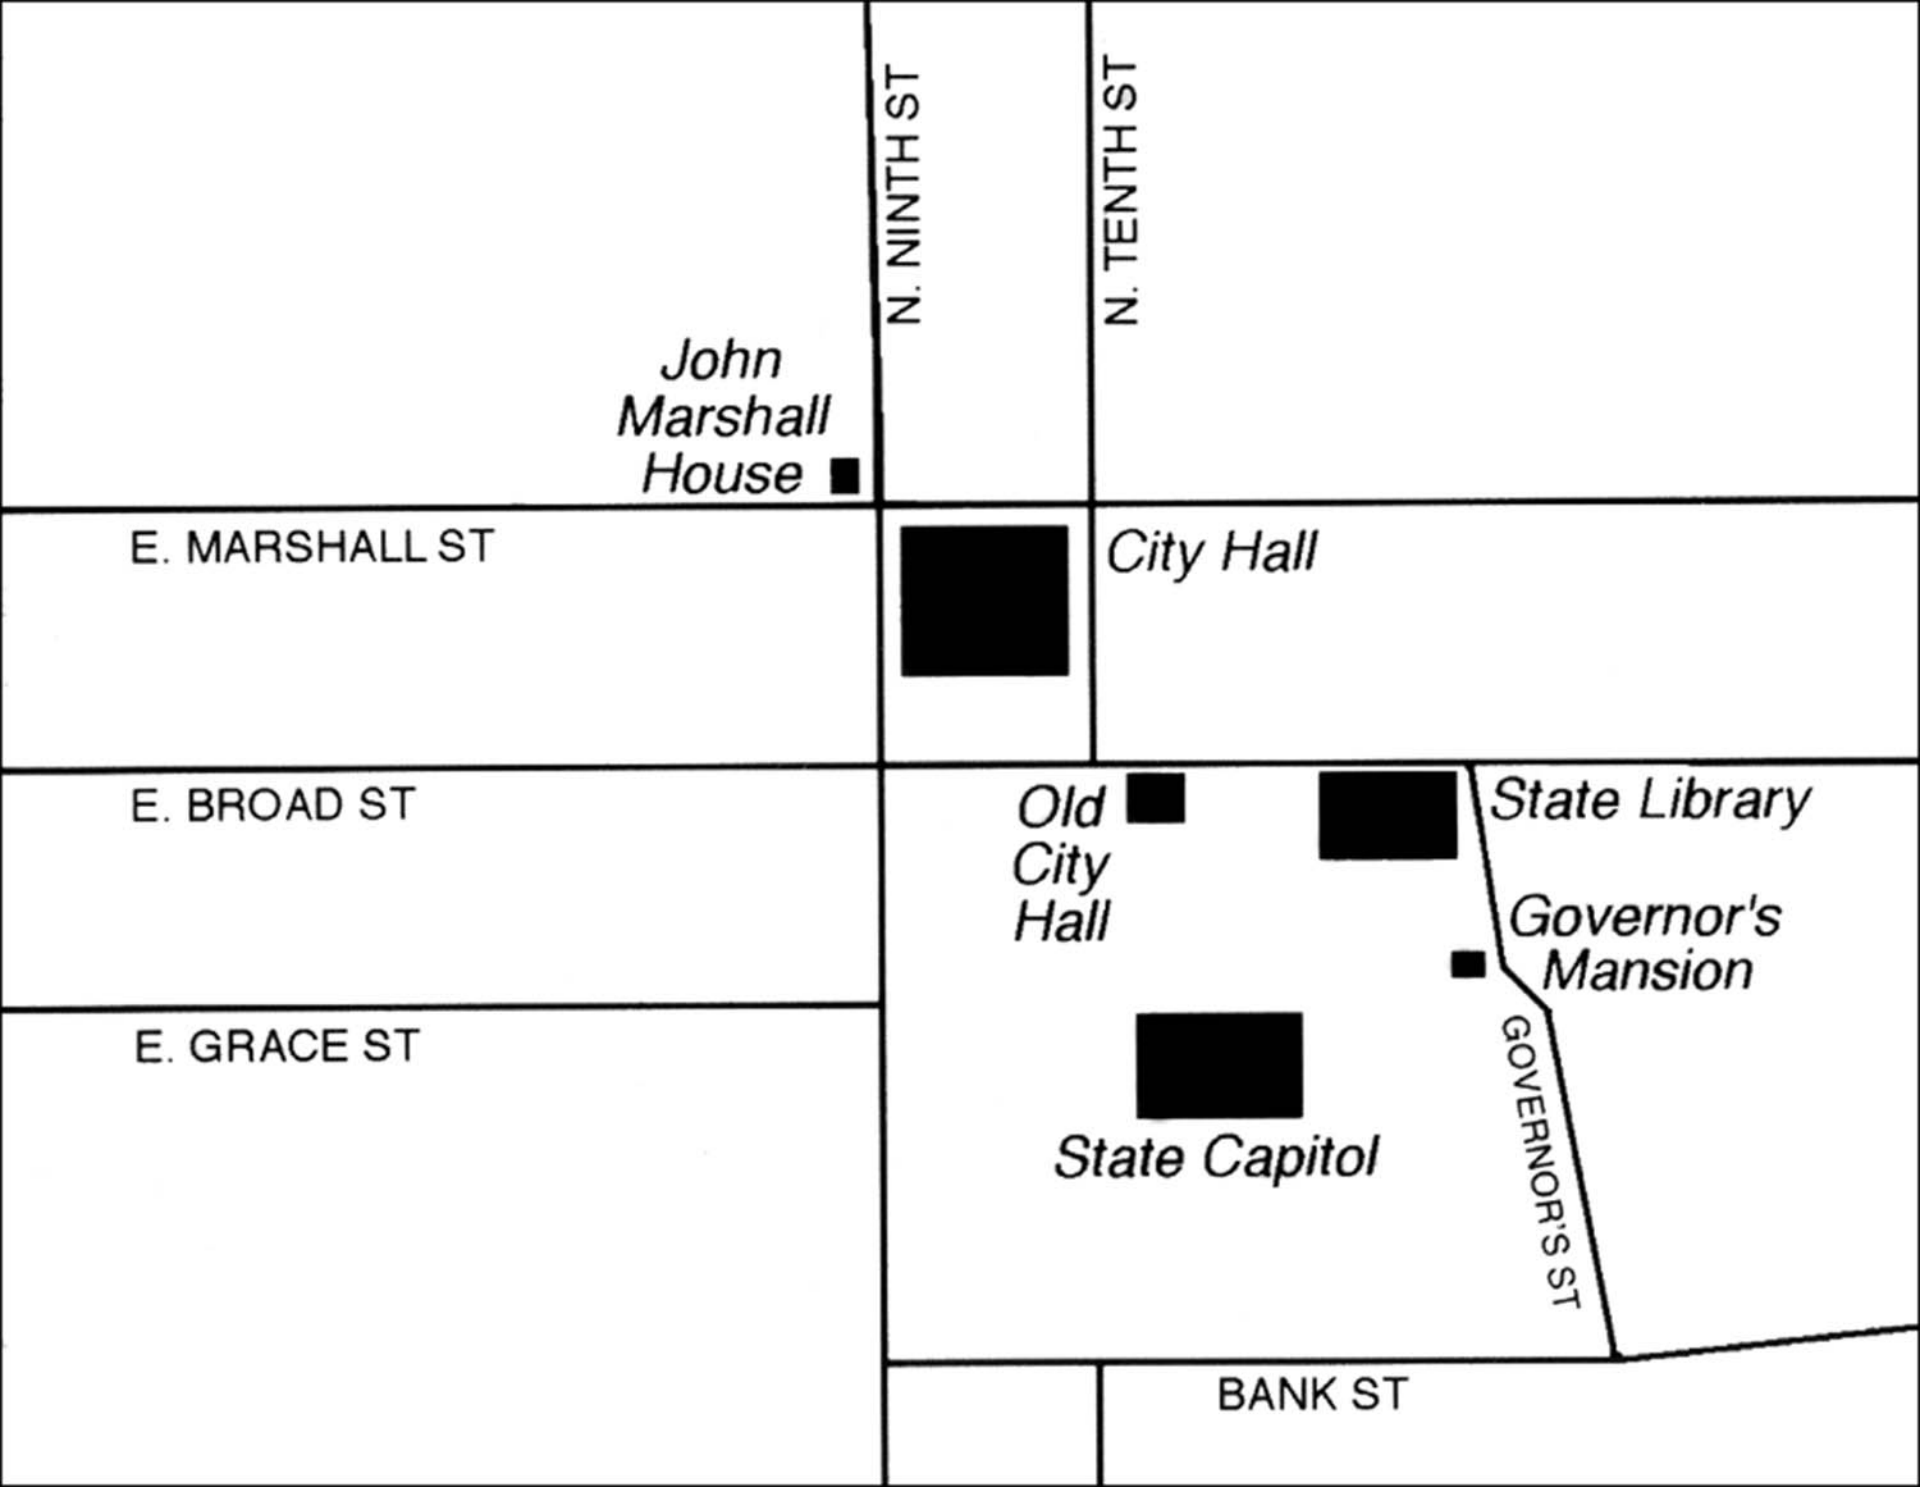 N. NINTH ST
N. TENTH ST
John
Marshall
House
E. MARSHALL ST
City Hall
E. BROAD ST
Old
City
Hall
State Library
Governor's
Mansion
E. GRACE ST
State Capitol
GOVERNOR'S ST
BANK ST